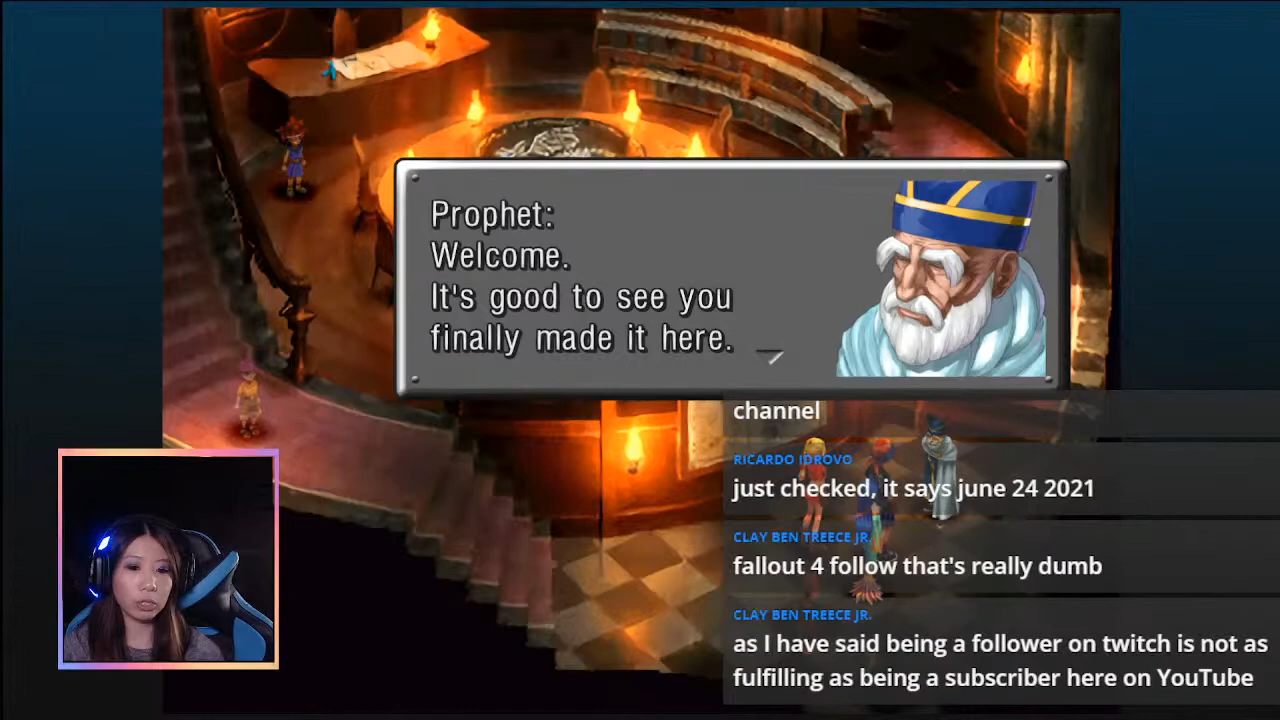 Prophet:
Welcome.
It's good to see you
finally made it here.
channel
RICARDO IDROVO
just checked, it says june 24 2021
CLAY BEN TREECE JR.
fallout 4 follow that's really dumb
CLAY BEN TREECE JR.
as I have said being a follower on twitch is not as
fulfilling as being a subscriber here on YouTube